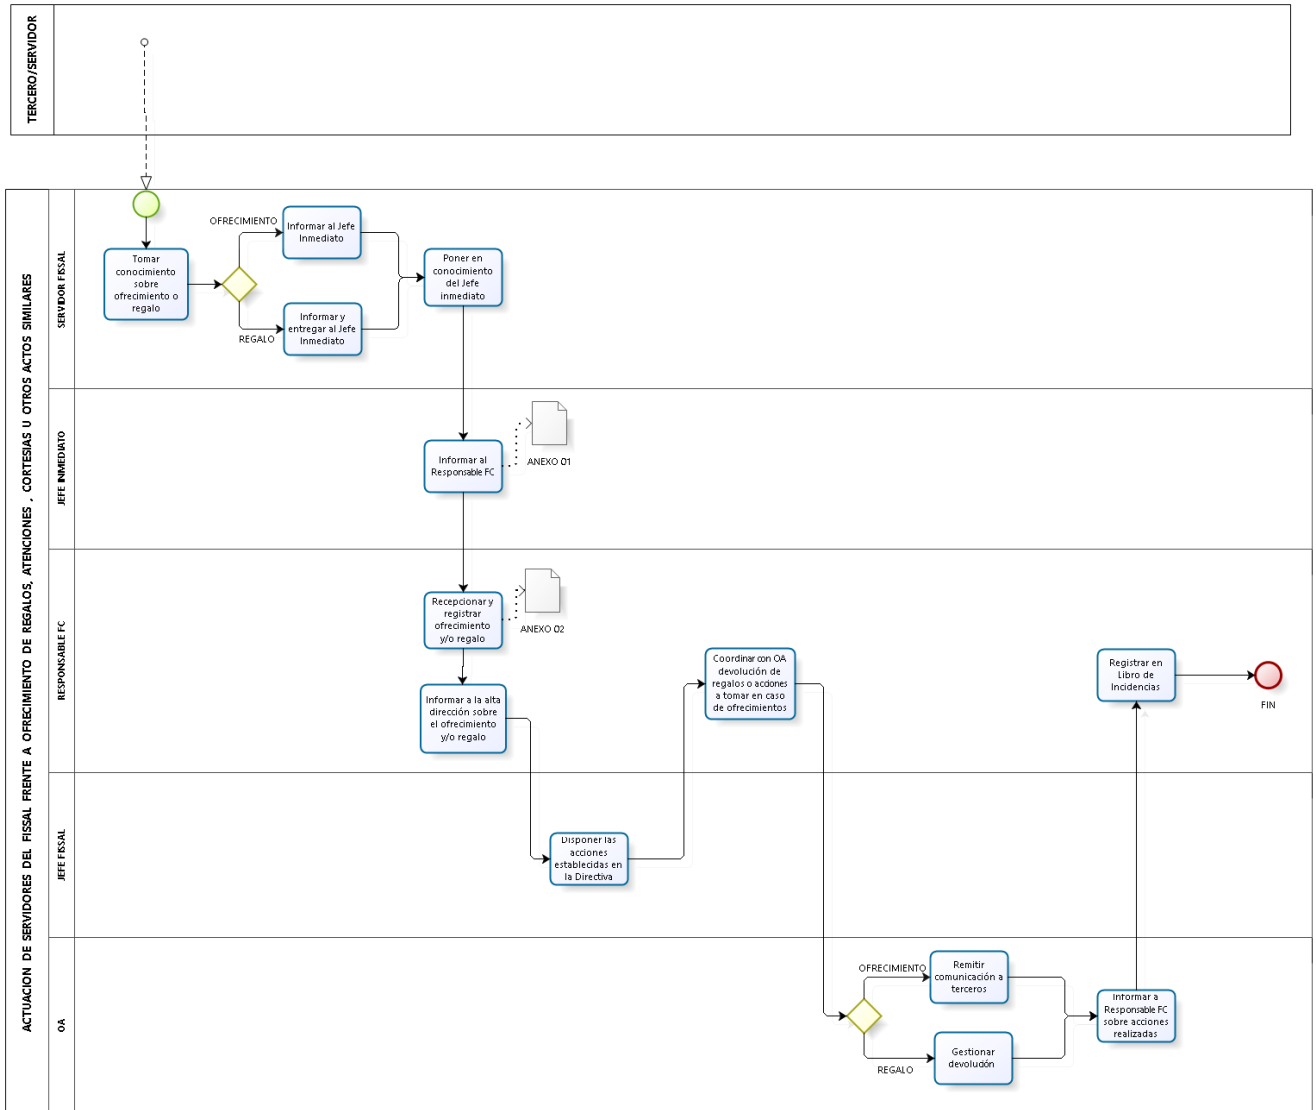 TERCERO/SERVIDOR
ACTUACION DE SERVIDORES DEL FISSAL FRENTE A OFRECIMIENTO DE REGALOS, ATENCIONES , CORTESIAS U OTROS ACTOS SIMILARES
SERVIDOR FISSAL
Tomar
conocimiento
sobre
ofrecimiento o
regalo
OFRECIMIENTO
Informar al Jefe
Inmediato
REGALO
Informar y
entregar al Jefe
Inmediato
Poner en
conocimiento
del Jefe
inmediato
JEFE INMEDIATO
Informar al
Responsable FC
ANEXO 01
RESPONSABLE FC
Recepcionar y
registrar
ofrecimiento
y/o regalo
ANEXO 02
Informar a la alta
dirección sobre
el ofrecimiento
y/o regalo
Coordinar con OA
devolución de
regalos o acciones
a tomar en caso
de ofrecimientos
Registrar en
Libro de
Incidencias
FIN
JEFE FISSAL
Disponer las
acciones
establecidas en
la Directiva
OA
OFRECIMIENTO
Remitir
comunicación a
terceros
REGALO
Gestionar
devolución
Informar a
Responsable FC
sobre acciones
realizadas